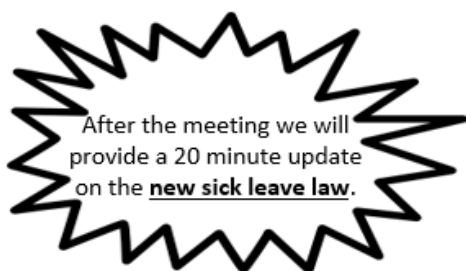 After the meeting we will
provide a 20 minute update
on the new sick leave law.